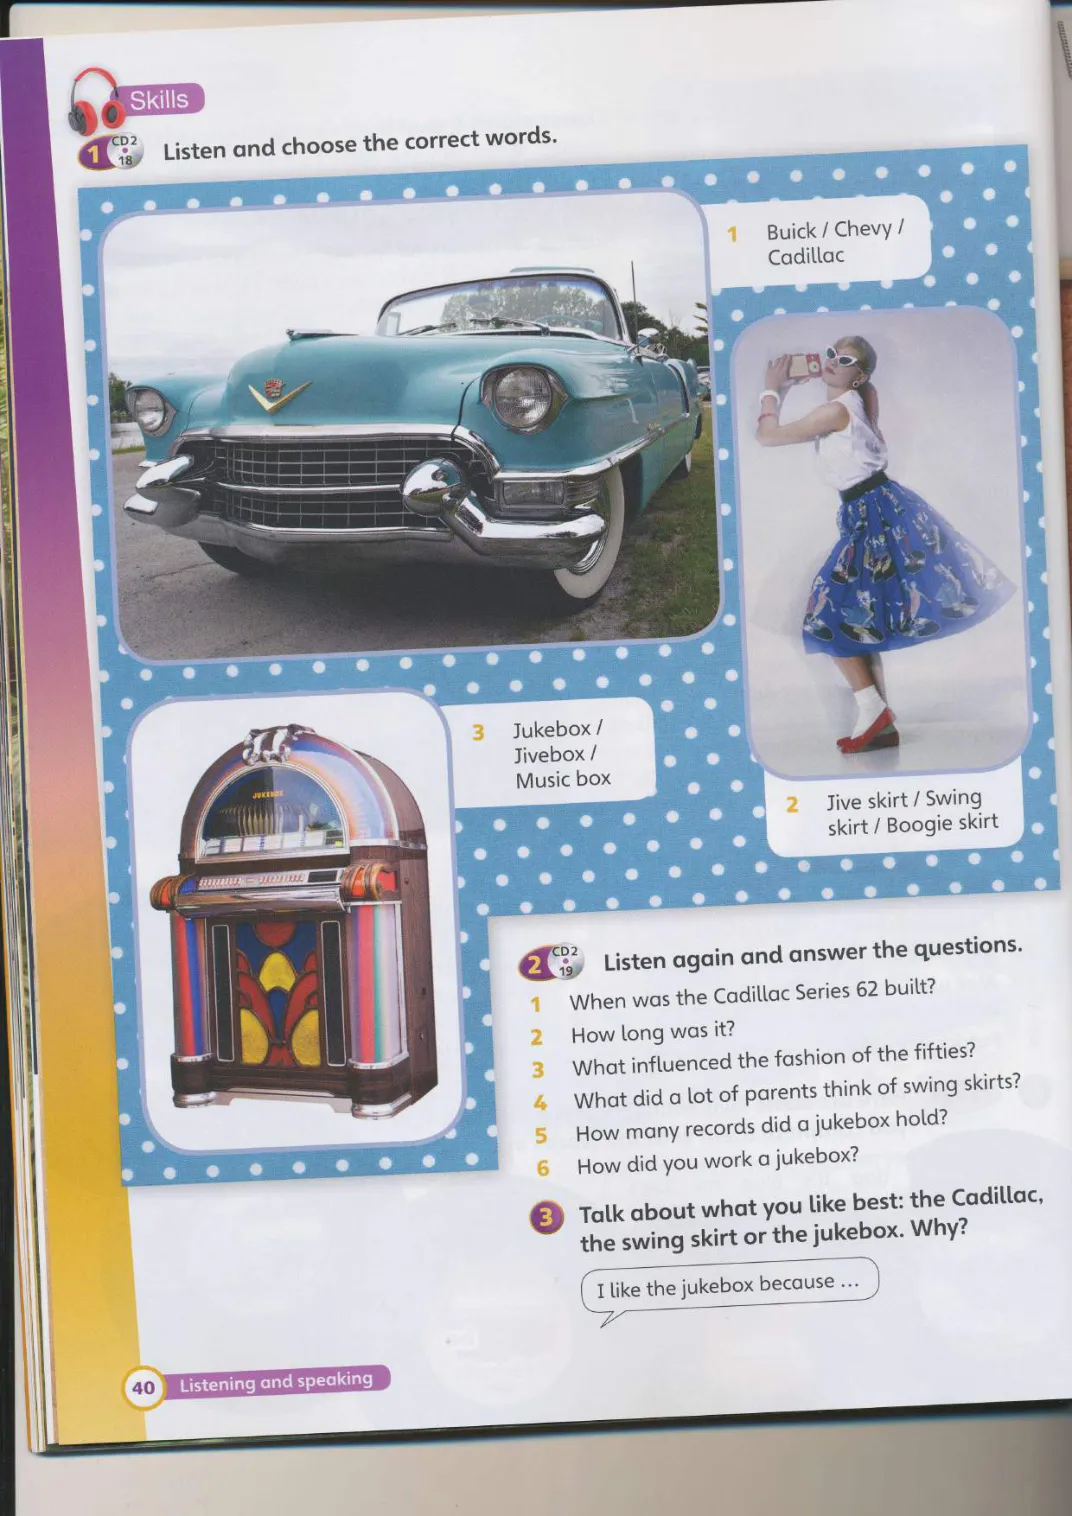 Skills
1 CD2 18 Listen and choose the correct words.
1 Buick / Chevy /
Cadillac
3 Jukebox /
Jivebox /
Music box
JUKEBOX
2 Jive skirt / Swing
skirt / Boogie skirt
2 CD2 19 Listen again and answer the questions.
1 When was the Cadillac Series 62 built?
2 How long was it?
3 What influenced the fashion of the fifties?
4 What did a lot of parents think of swing skirts?
5 How many records did a jukebox hold?
6 How did you work a jukebox?
3 Talk about what you like best: the Cadillac,
the swing skirt or the jukebox. Why?
I like the jukebox because ...
40 Listening and speaking